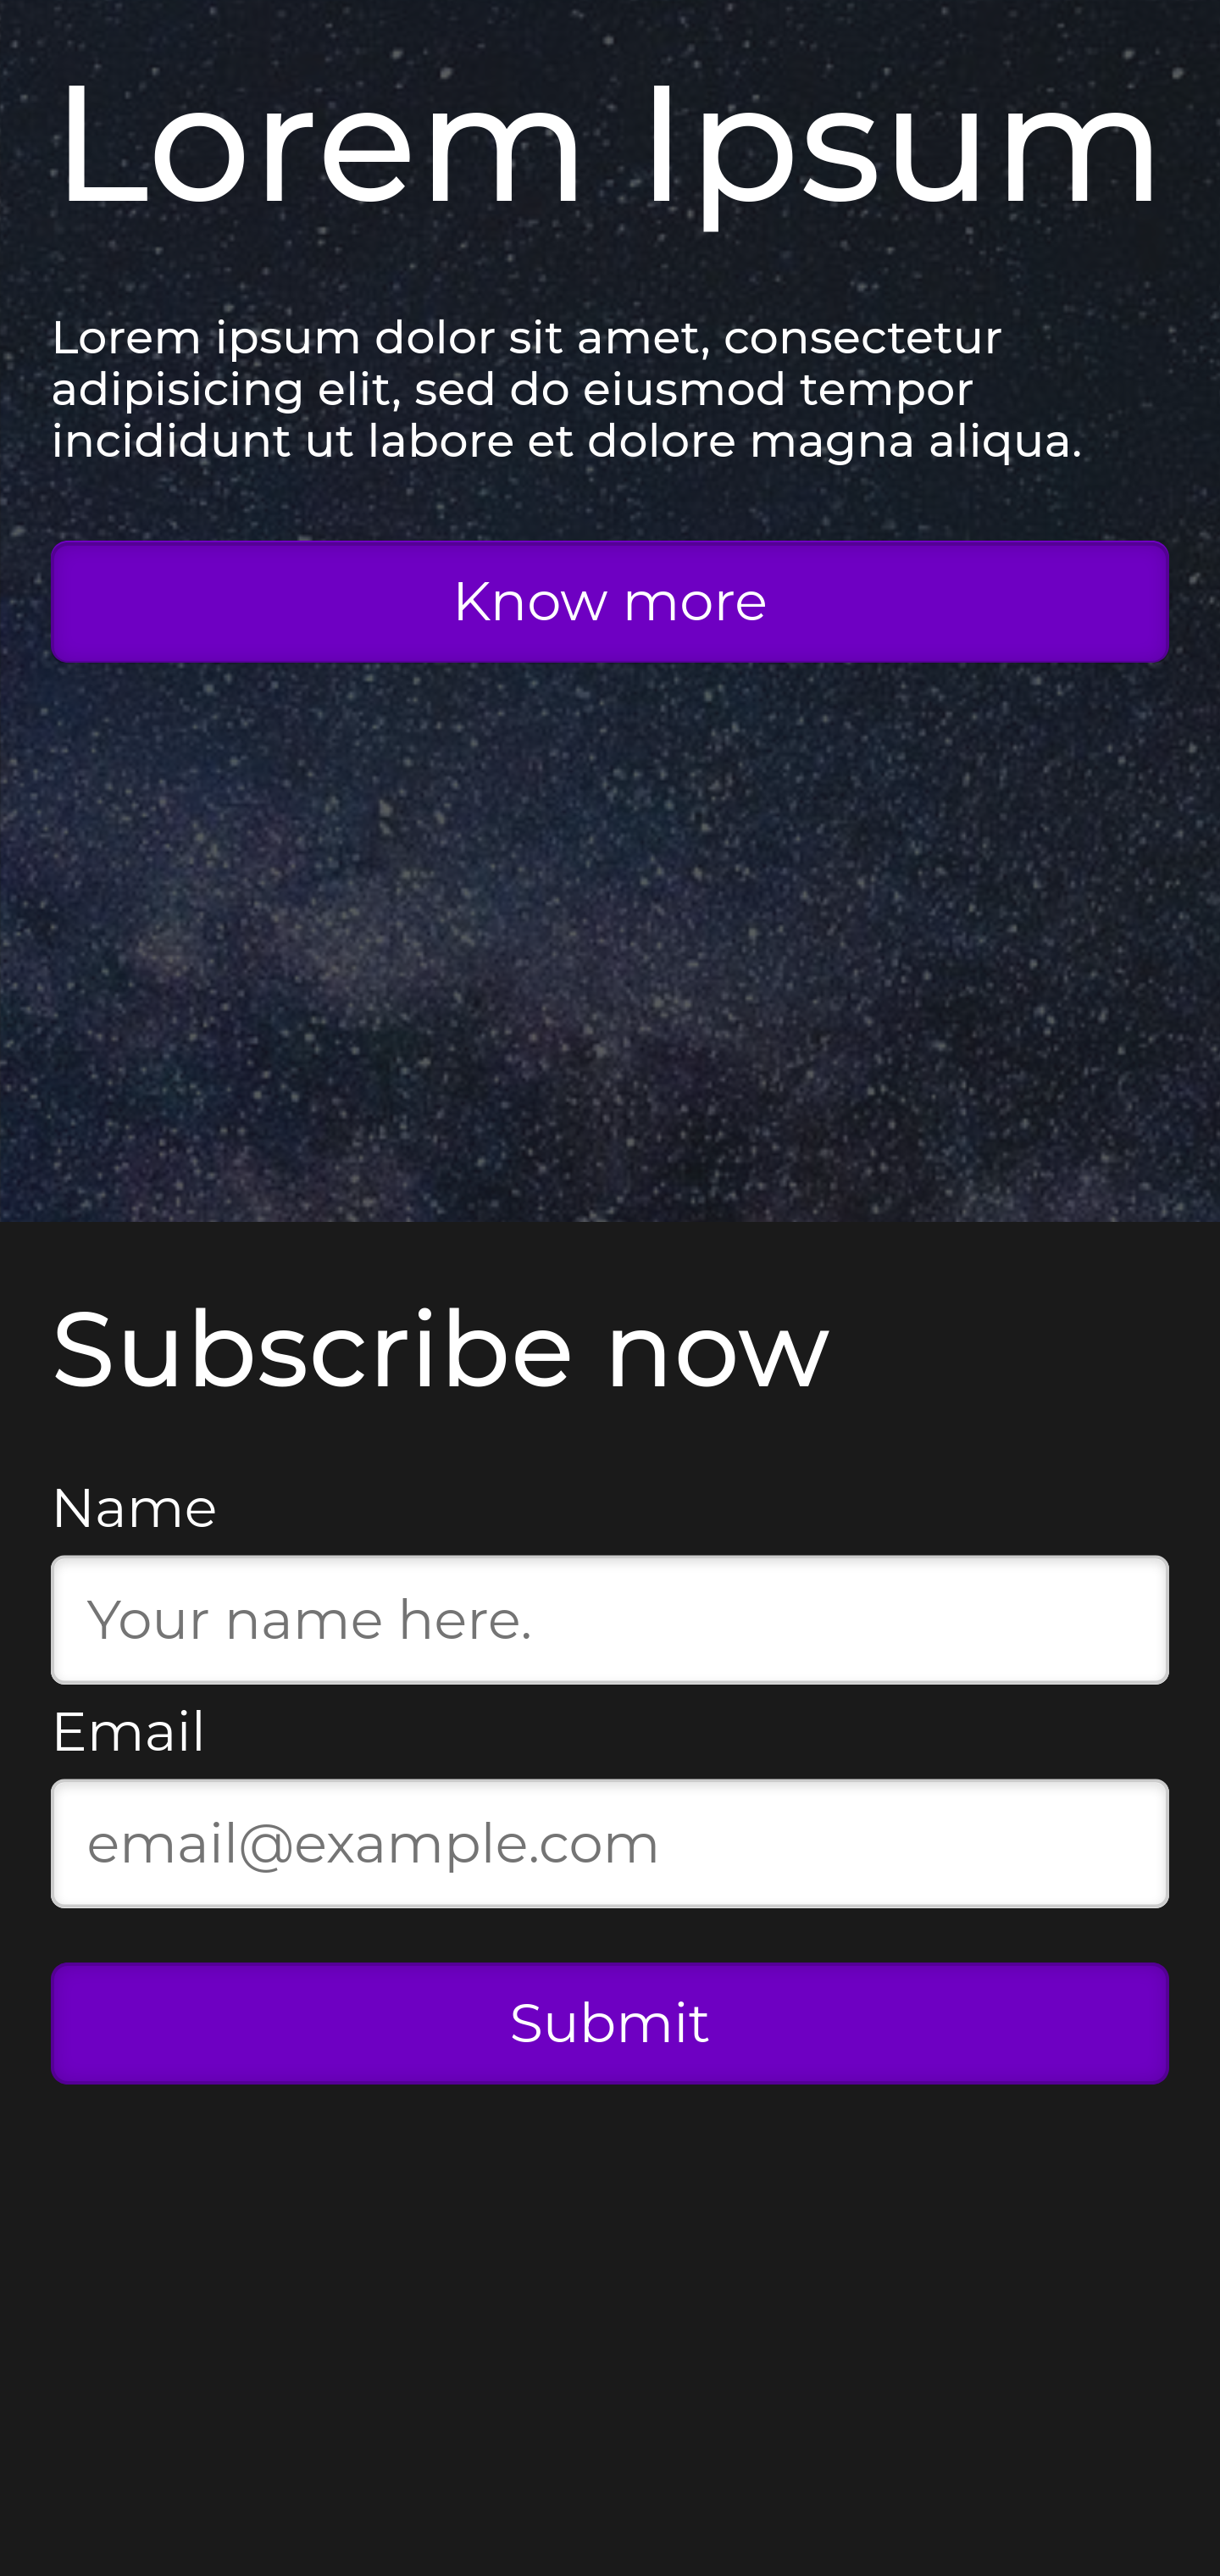 Lorem Ipsum
Lorem ipsum dolor sit amet, consectetur
adipisicing elit, sed do eiusmod tempor
incididunt ut labore et dolore magna aliqua.
Know more
Subscribe now
Name
Your name here.
Email
email@example.com
Submit